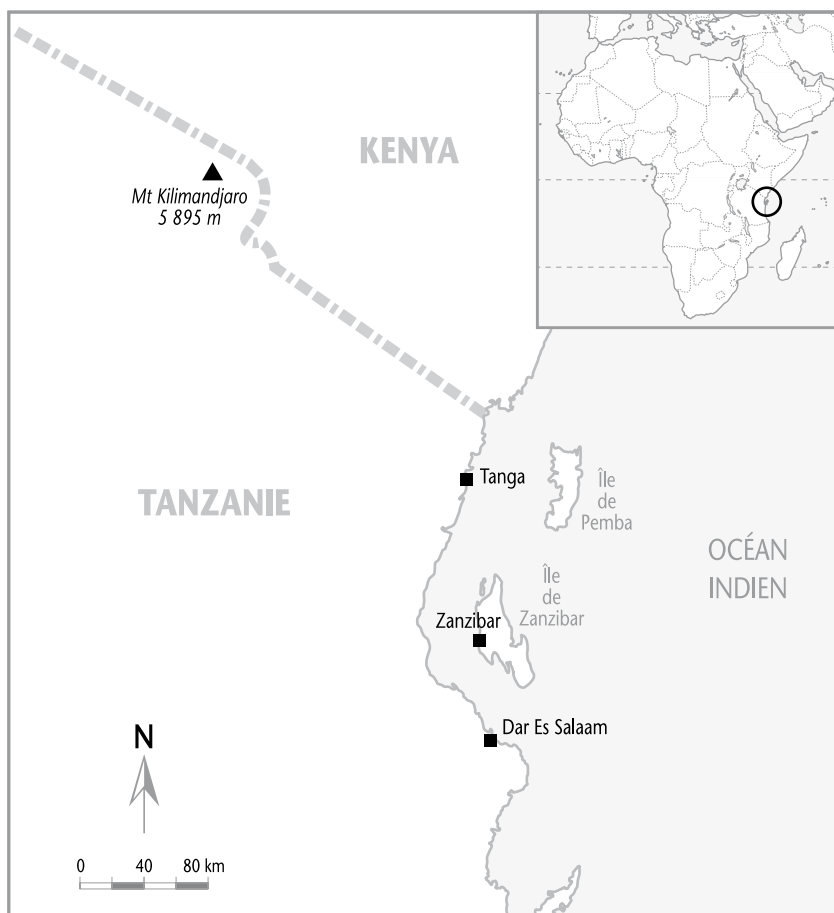 KENYA
Mt Kilimandjaro
5 895 m
Tanga
Île
de
Pemba
TANZANIE
OCÉAN
INDIEN
Île
de
Zanzibar
Zanzibar
Dar Es Salaam
N
0 40 80 km